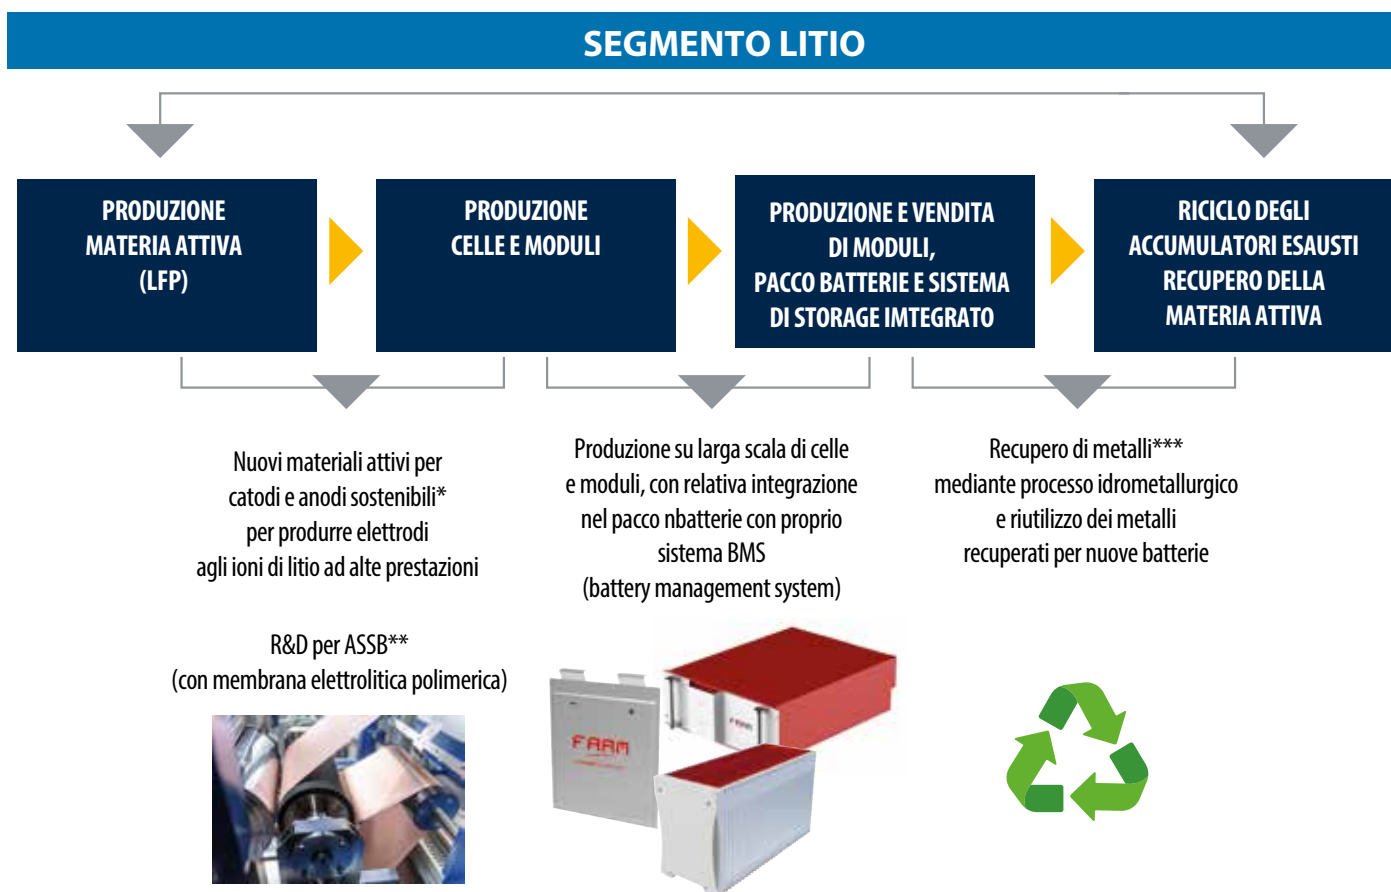 SEGMENTO LITIO
PRODUZIONE
MATERIA ATTIVA
(LFP)
PRODUZIONE
CELLE E MODULI
PRODUZIONE E VENDITA
DI MODULI,
PACCO BATTERIE E SISTEMA
DI STORAGE IMTEGRATO
RICICLO DEGLI
ACCUMULATORI ESAUSTI
RECUPERO DELLA
MATERIA ATTIVA
Nuovi materiali attivi per
catodi e anodi sostenibili*
per produrre elettrodi
agli ioni di litio ad alte prestazioni
R&D per ASSB**
(con membrana elettrolitica polimerica)
Produzione su larga scala di celle
e moduli, con relativa integrazione
nel pacco nbatterie con proprio
sistema BMS
(battery management system)
FAAM
FAAM
Recupero di metalli***
mediante processo idrometallurgico
e riutilizzo dei metalli
recuperati per nuove batterie